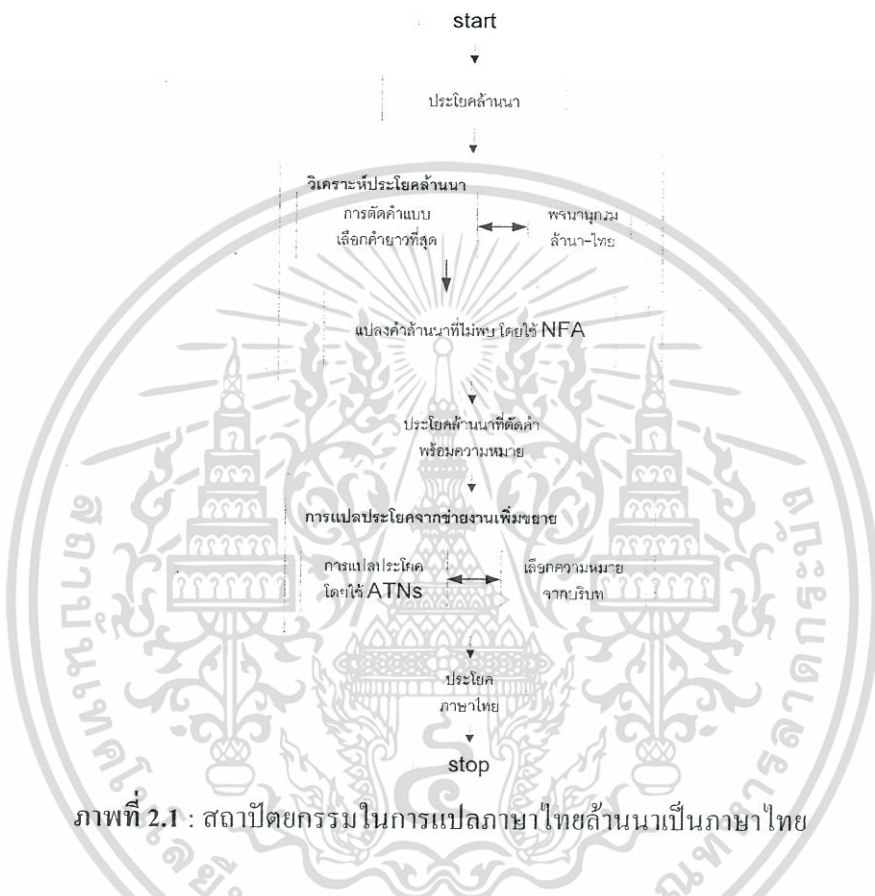 start
ประโยคล้านนา
วิเคราะห์ประโยคล้านนา
การตัดคำแบบ
เลือกคำยาวที่สุด
พจนานุกรม
ล้านา-ไทย
แปลงคำล้านนาที่ไม่พบ โดยใช้ NFA
ประโยคล้านนาที่ตัดคำ
พร้อมความหมาย
การแปลประโยคจากข่ายงานเพิ่มขยาย
การแปลประโยค
โดยใช้ ATNs
เลือกความหมาย
จากบริบท
ประโยค
ภาษาไทย
stop
ภาพที่ 2.1 : สถาปัตยกรรมในการแปลภาษาไทยล้านนาเป็นภาษาไทย